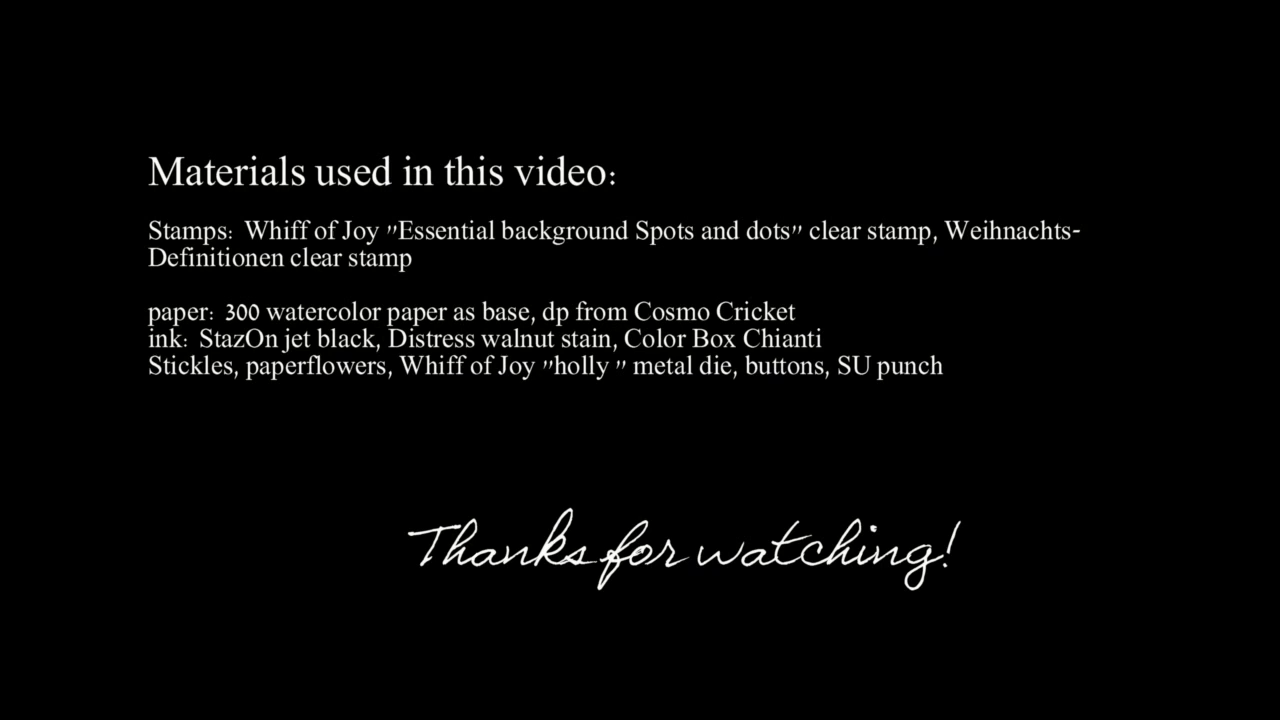 Materials used in this video:
Stamps: Whiff of Joy "Essential background Spots and dots" clear stamp, Weihnachts-
Definitionen clear stamp
paper: 300 watercolor paper as base, dp from Cosmo Cricket
ink: StazOn jet black, Distress walnut stain, Color Box Chianti
Stickles, paperflowers, Whiff of Joy "holly " metal die, buttons, SU punch
Thanks for watching!